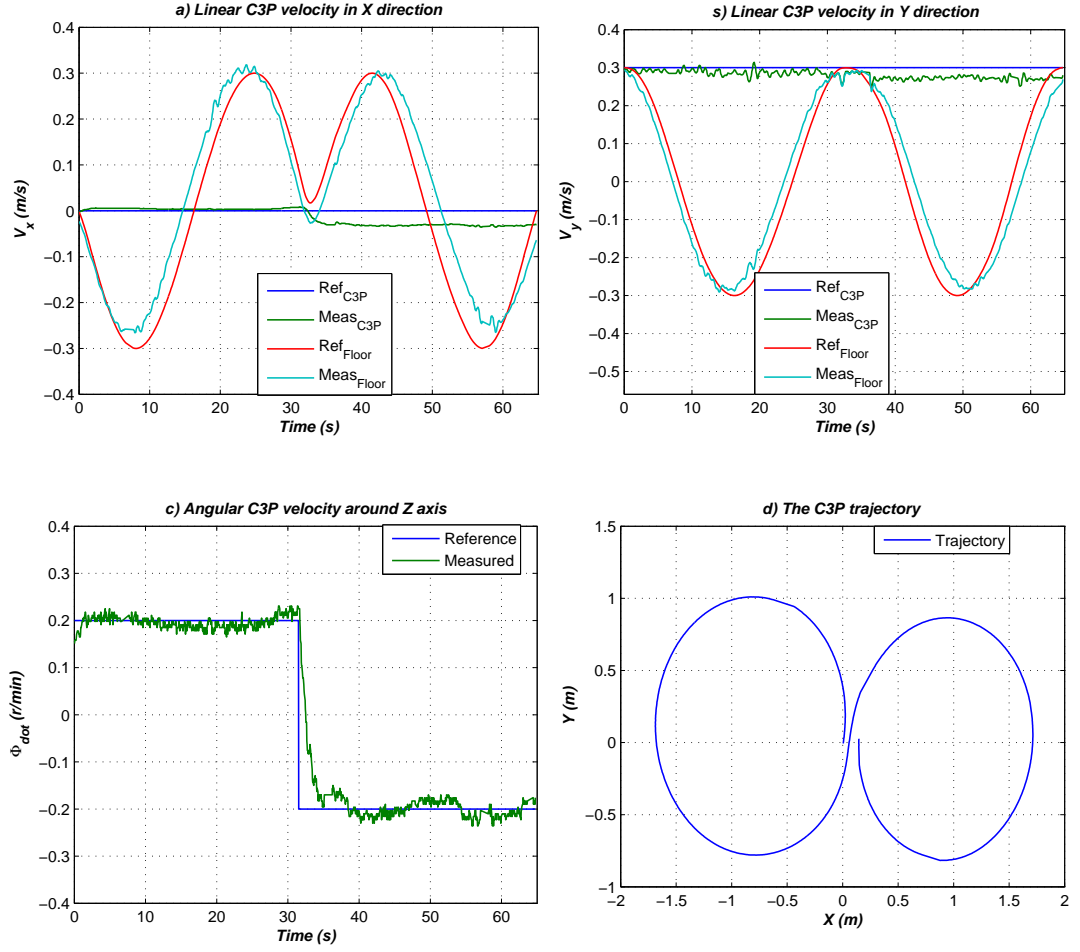 a) Linear C3P velocity in X direction
0.4
0.3
0.2
0.1
0
−0.1
−0.2
−0.3
−0.4
V_x (m/s)
Ref_C3P
Meas_C3P
Ref_Floor
Meas_Floor
0 10 20 30 40 50 60
Time (s)
s) Linear C3P velocity in Y direction
0.4
0.3
0.2
0.1
0
−0.1
−0.2
−0.3
−0.4
−0.5
V_y (m/s)
Ref_C3P
Meas_C3P
Ref_Floor
Meas_Floor
0 10 20 30 40 50 60
Time (s)
c) Angular C3P velocity around Z axis
0.4
0.3
0.2
0.1
0
−0.1
−0.2
−0.3
−0.4
Φ_dot (r/min)
Reference
Measured
0 10 20 30 40 50 60
Time (s)
d) The C3P trajectory
1.5
1
0.5
0
−0.5
−1
Y (m)
Trajectory
−2 −1.5 −1 −0.5 0 0.5 1 1.5 2
X (m)